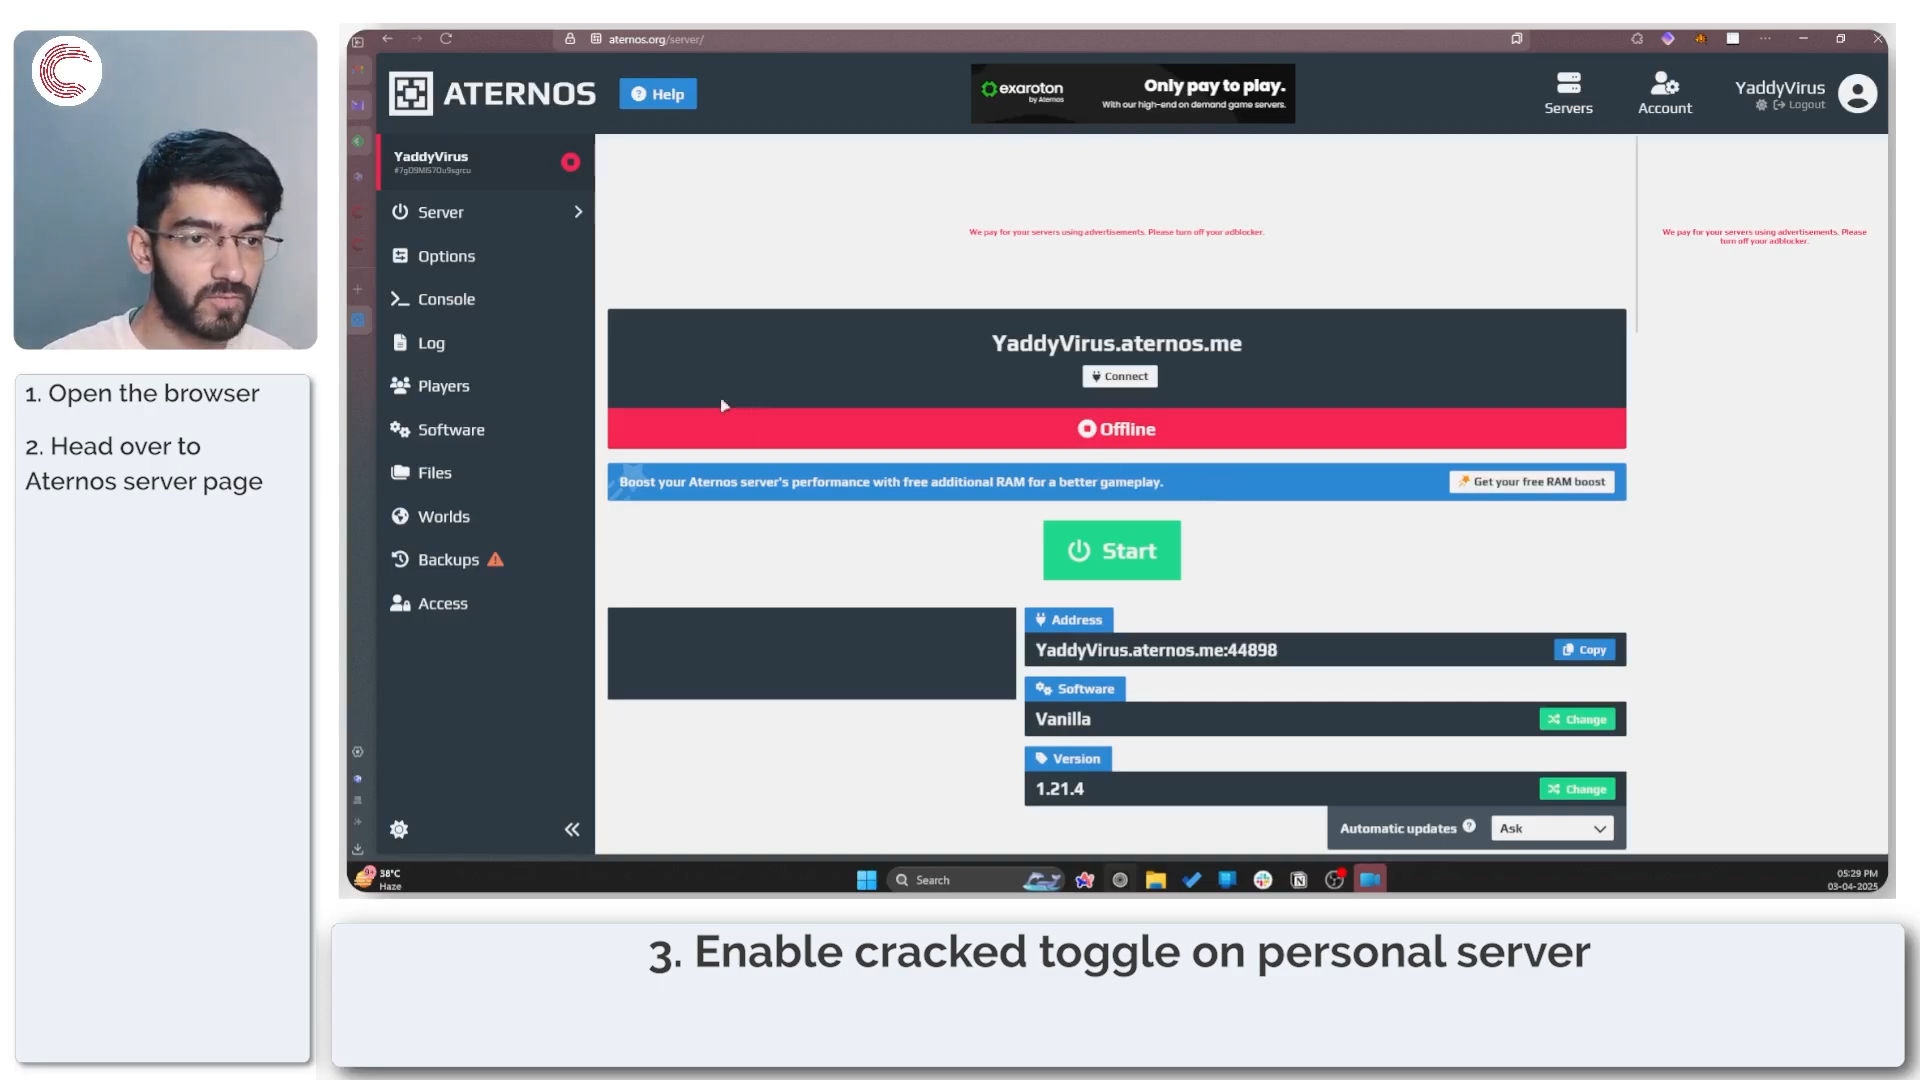 1. Open the browser
2. Head over to
Aternos server page
aternos.org/server/
ATERNOS
Help
exaroton
by Aternos
Only pay to play.
With our high-end on demand game servers.
Servers
Account
YaddyVirus
Logout
YaddyVirus
Server
Options
Console
Log
Players
Software
Files
Worlds
Backups
Access
We pay for your servers using advertisements. Please turn off your adblocker.
We pay for your servers using advertisements. Please
turn off your adblocker.
YaddyVirus.aternos.me
Connect
Offline
Boost your Aternos server's performance with free additional RAM for a better gameplay.
Get your free RAM boost
Start
Address
YaddyVirus.aternos.me:44898
Copy
Software
Vanilla
Change
Version
1.21.4
Change
Automatic updates
Ask
38°C
Haze
Search
05:29 PM
03-04-2025
3. Enable cracked toggle on personal server